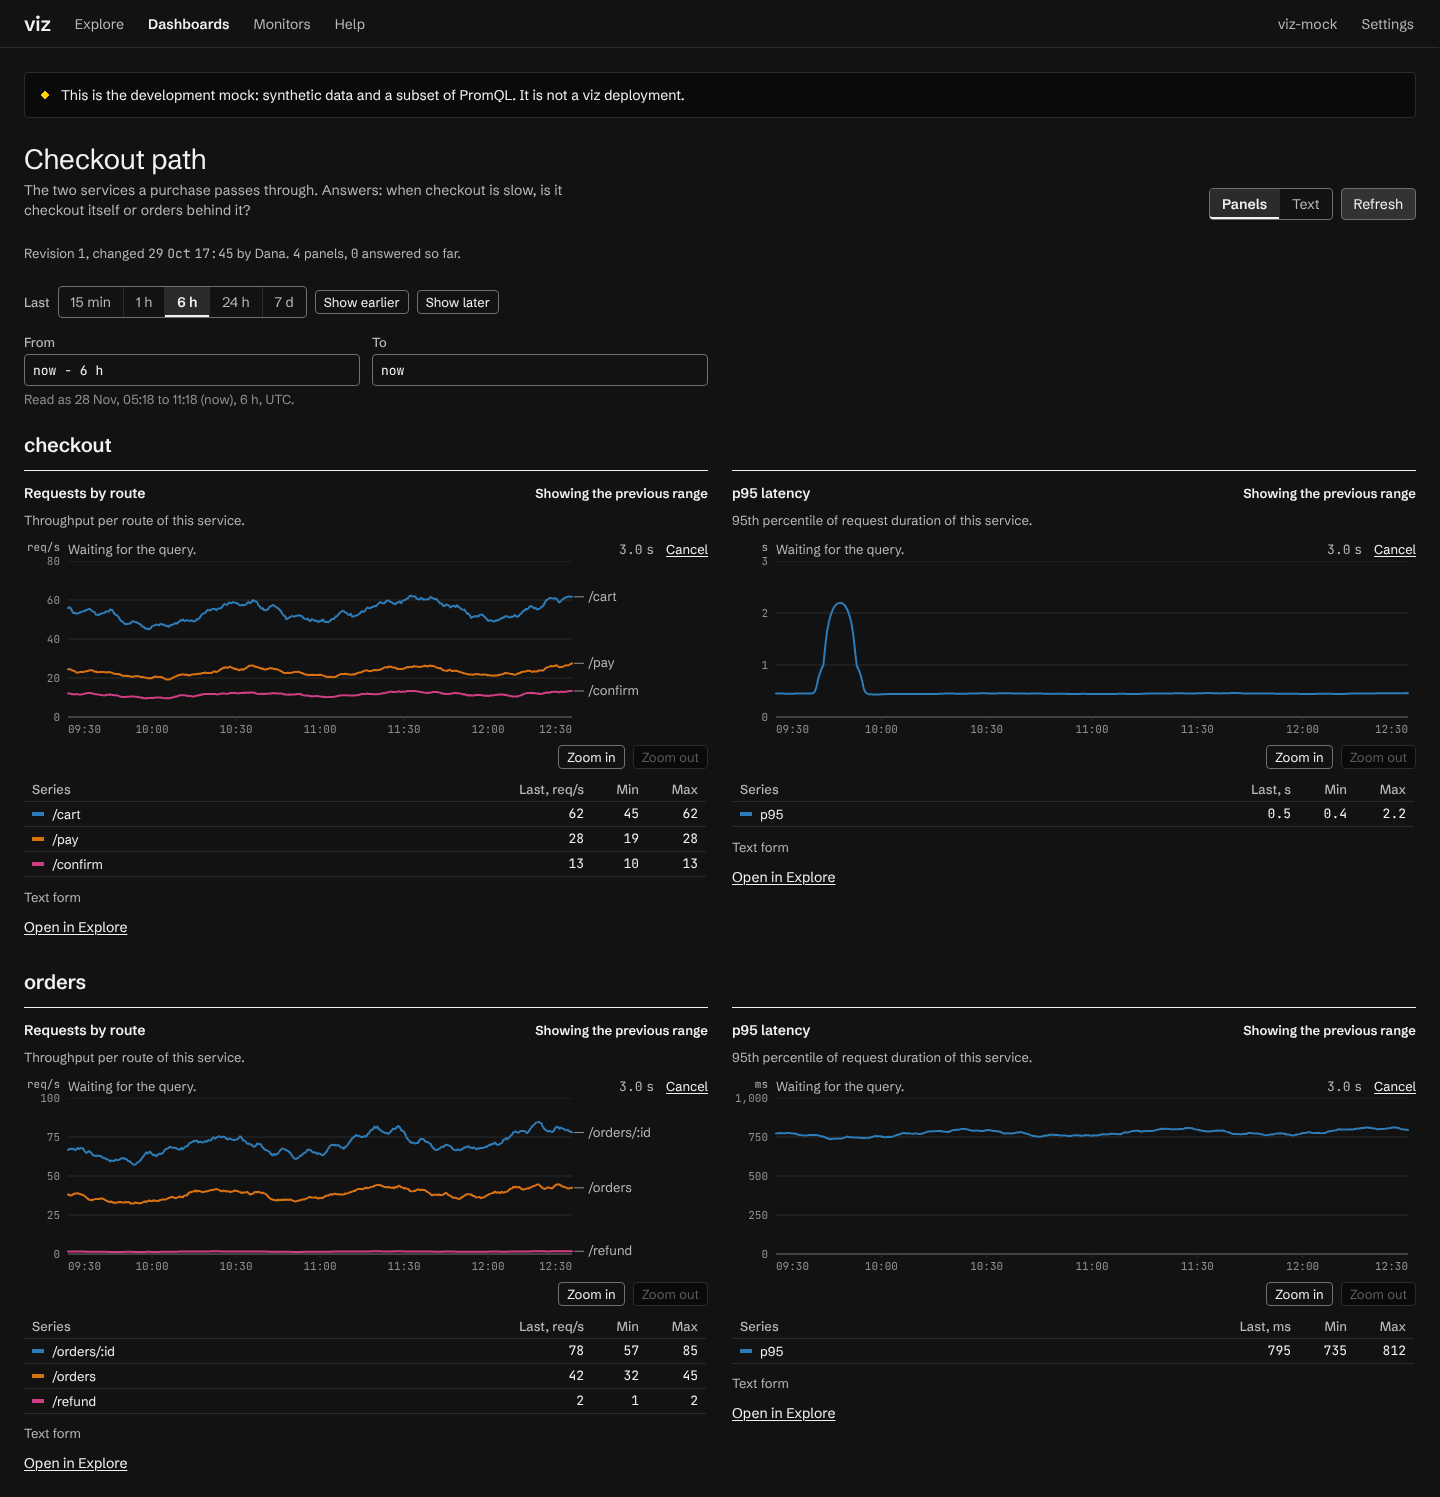 viz Explore Dashboards Monitors Help viz-mock Settings
This is the development mock: synthetic data and a subset of PromQL. It is not a viz deployment.
Checkout path
The two services a purchase passes through. Answers: when checkout is slow, is it
checkout itself or orders behind it?
Panels Text Refresh
Revision 1, changed 29 Oct 17:45 by Dana. 4 panels, 0 answered so far.
Last 15 min 1 h 6 h 24 h 7 d Show earlier Show later
From
now - 6 h
To
now
Read as 28 Nov, 05:18 to 11:18 (now), 6 h, UTC.
checkout
Requests by route Showing the previous range
Throughput per route of this service.
req/s Waiting for the query. 3.0 s Cancel
80
60
40
20
0
/cart
/pay
/confirm
09:30 10:00 10:30 11:00 11:30 12:00 12:30
Zoom in Zoom out
Series Last, req/s Min Max
/cart 62 45 62
/pay 28 19 28
/confirm 13 10 13
Text form
Open in Explore
p95 latency Showing the previous range
95th percentile of request duration of this service.
s Waiting for the query. 3.0 s Cancel
3
2
1
0
09:30 10:00 10:30 11:00 11:30 12:00 12:30
Zoom in Zoom out
Series Last, s Min Max
p95 0.5 0.4 2.2
Text form
Open in Explore
orders
Requests by route Showing the previous range
Throughput per route of this service.
req/s Waiting for the query. 3.0 s Cancel
100
75
50
25
0
/orders/:id
/orders
/refund
09:30 10:00 10:30 11:00 11:30 12:00 12:30
Zoom in Zoom out
Series Last, req/s Min Max
/orders/:id 78 57 85
/orders 42 32 45
/refund 2 1 2
Text form
Open in Explore
p95 latency Showing the previous range
95th percentile of request duration of this service.
ms Waiting for the query. 3.0 s Cancel
1,000
750
500
250
0
09:30 10:00 10:30 11:00 11:30 12:00 12:30
Zoom in Zoom out
Series Last, ms Min Max
p95 795 735 812
Text form
Open in Explore